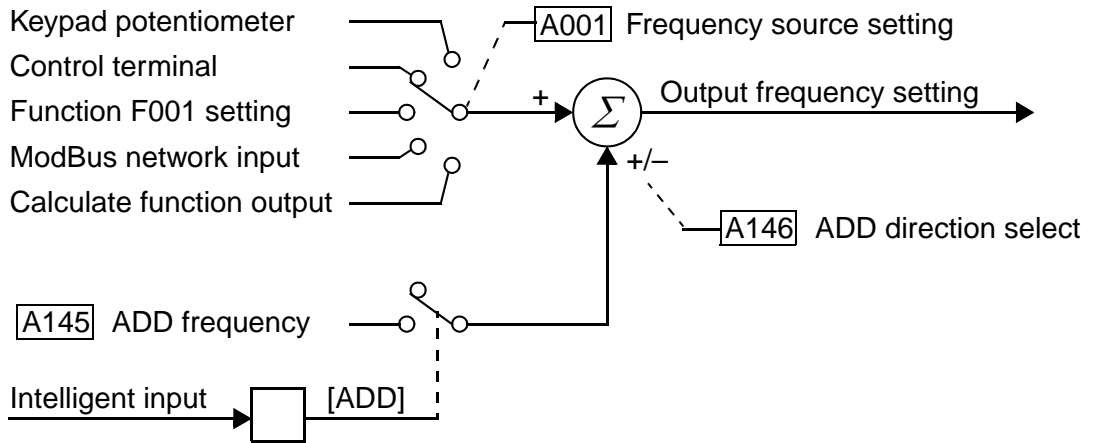 Keypad potentiometer
A001 Frequency source setting
Control terminal
Function F001 setting
+
Σ
Output frequency setting
ModBus network input
+/−
Calculate function output
A146 ADD direction select
A145 ADD frequency
Intelligent input
[ADD]